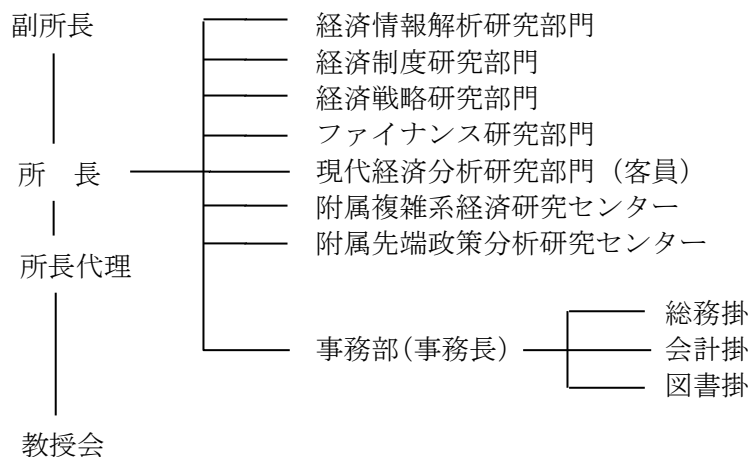 副所長
経済情報解析研究部門
経済制度研究部門
経済戦略研究部門
ファイナンス研究部門
所　長
現代経済分析研究部門（客員）
附属複雑系経済研究センター
附属先端政策分析研究センター
所長代理
総務掛
事務部（事務長）
会計掛
図書掛
教授会